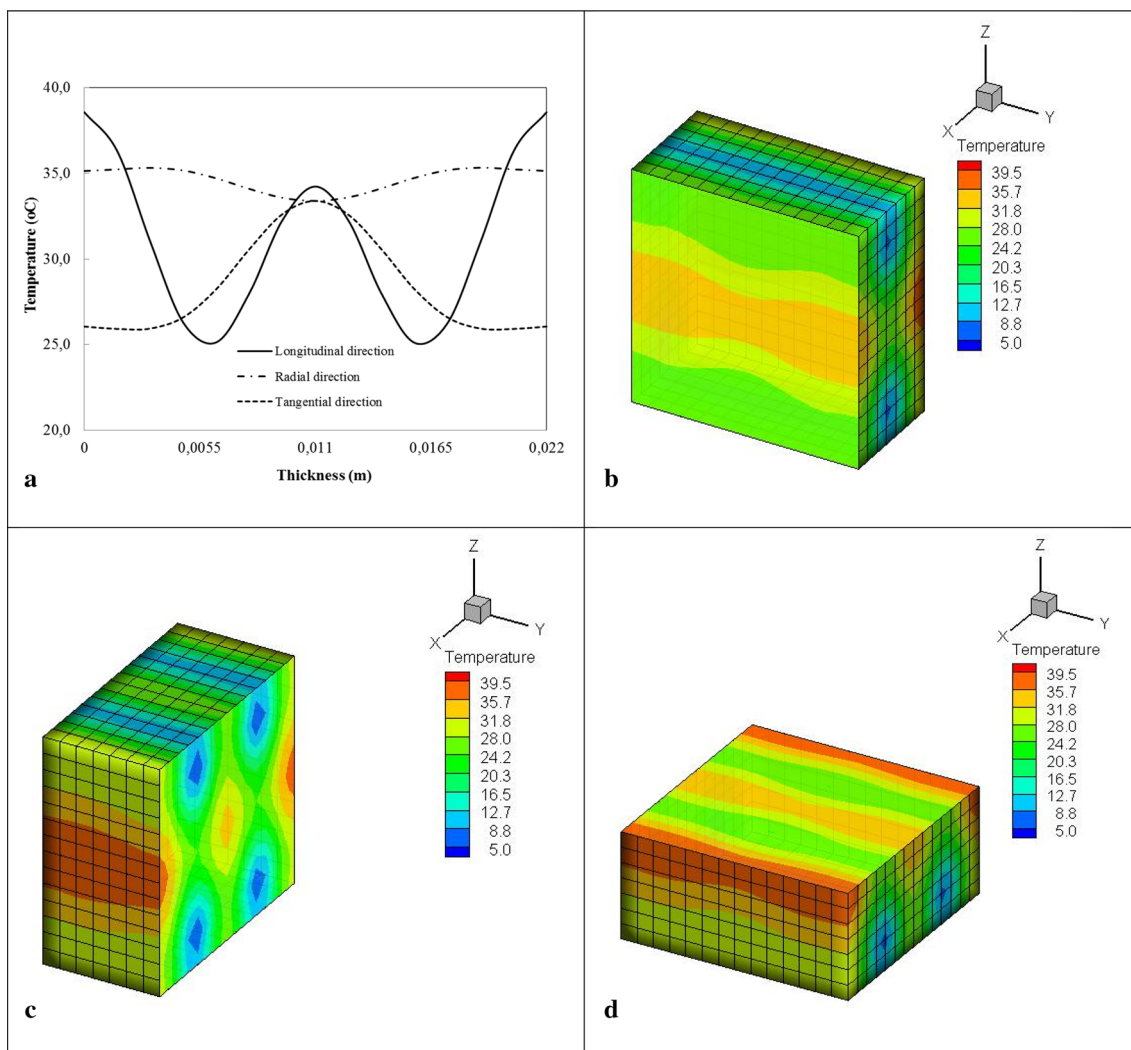 40,0
35,0
30,0
25,0
20,0
Temperature (oC)
Longitudinal direction
Radial direction
Tangential direction
0
0,0055
0,011
0,0165
0,022
Thickness (m)
a
Z
X
Y
Temperature
39.5
35.7
31.8
28.0
24.2
20.3
16.5
12.7
8.8
5.0
b
Z
X
Y
Temperature
39.5
35.7
31.8
28.0
24.2
20.3
16.5
12.7
8.8
5.0
c
Z
X
Y
Temperature
39.5
35.7
31.8
28.0
24.2
20.3
16.5
12.7
8.8
5.0
d